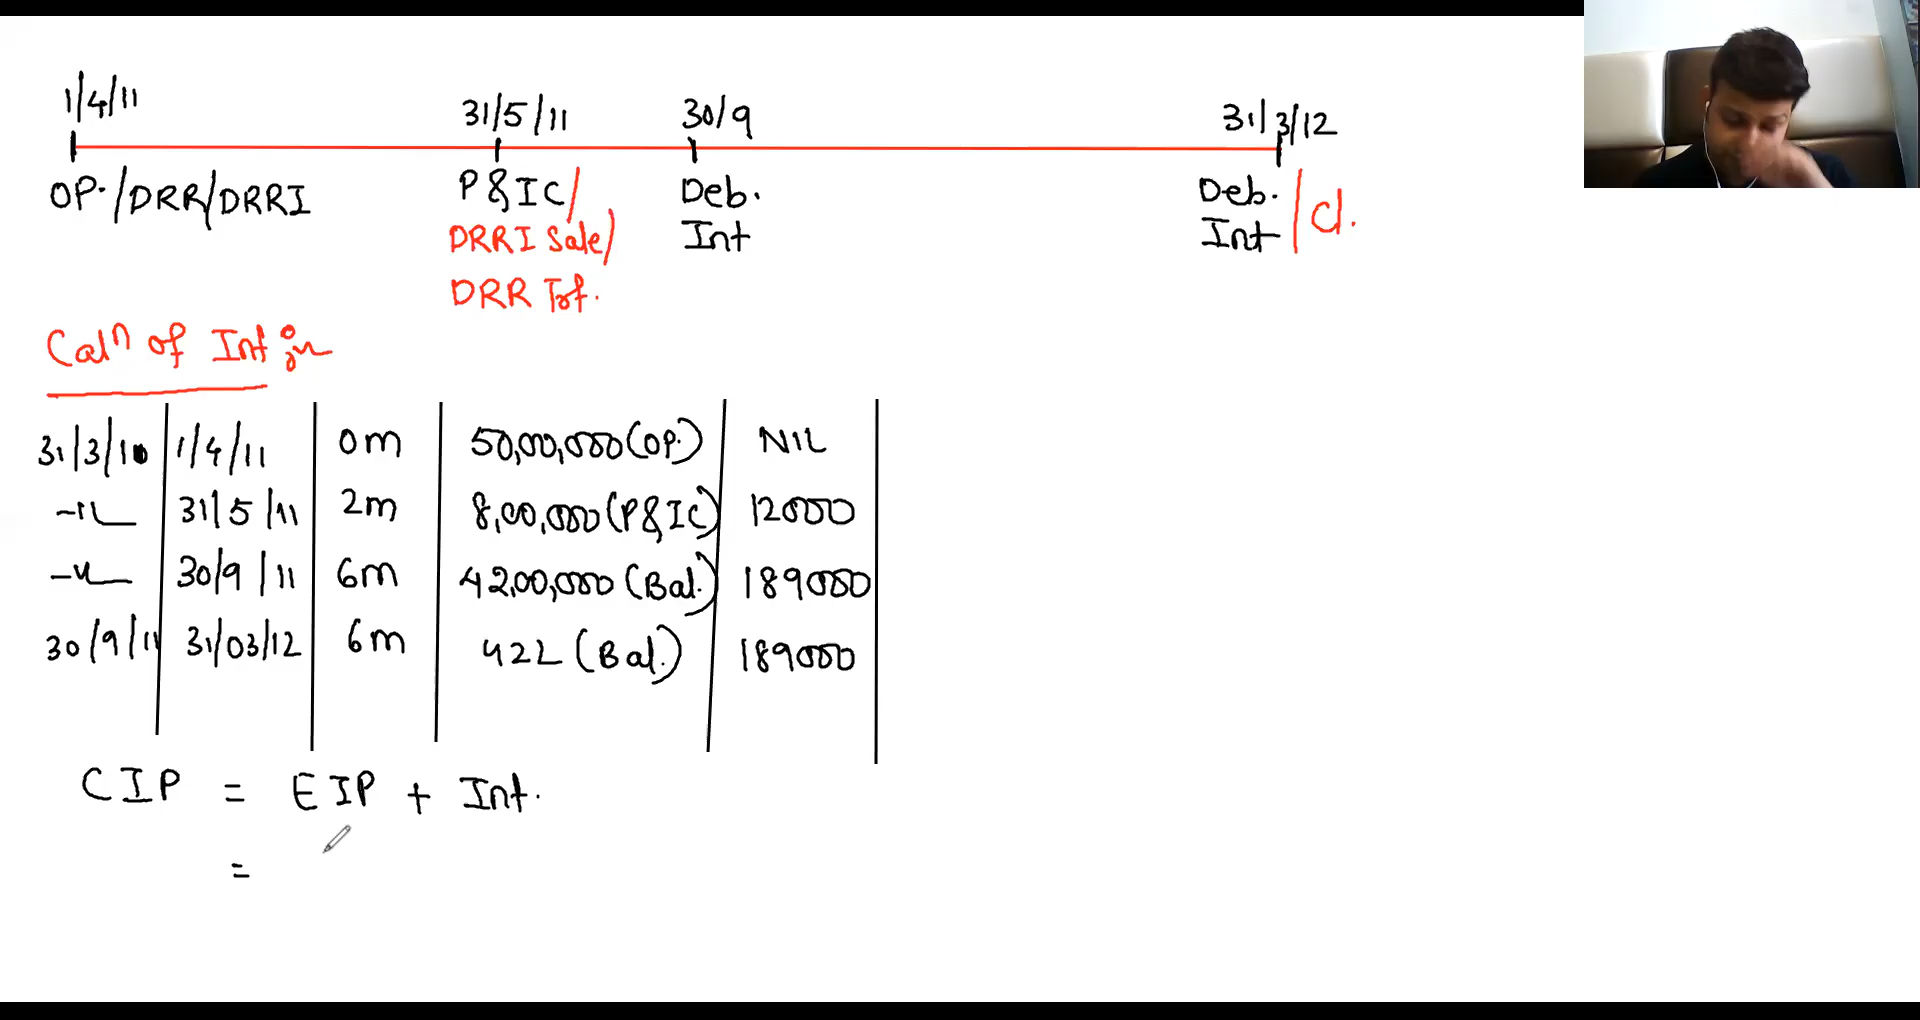 1/4/11 31/5/11 30/9 31/3/12
OP./DRR/DRRI P&IC/ Deb. Deb. / Cl.
DRRI Sale/ Int Int
DRR Trf.
Calⁿ of Int :-
31/3/10 1/4/11 0m 50,00,000 (OP.) NIL
-11- 31/5/11 2m 8,00,000 (P&IC) 12000
-11- 30/9/11 6m 4200,000 (Bal.) 189000
30/9/11 31/03/12 6m 42L (Bal.) 189000
CIP = EIP + Int.
=